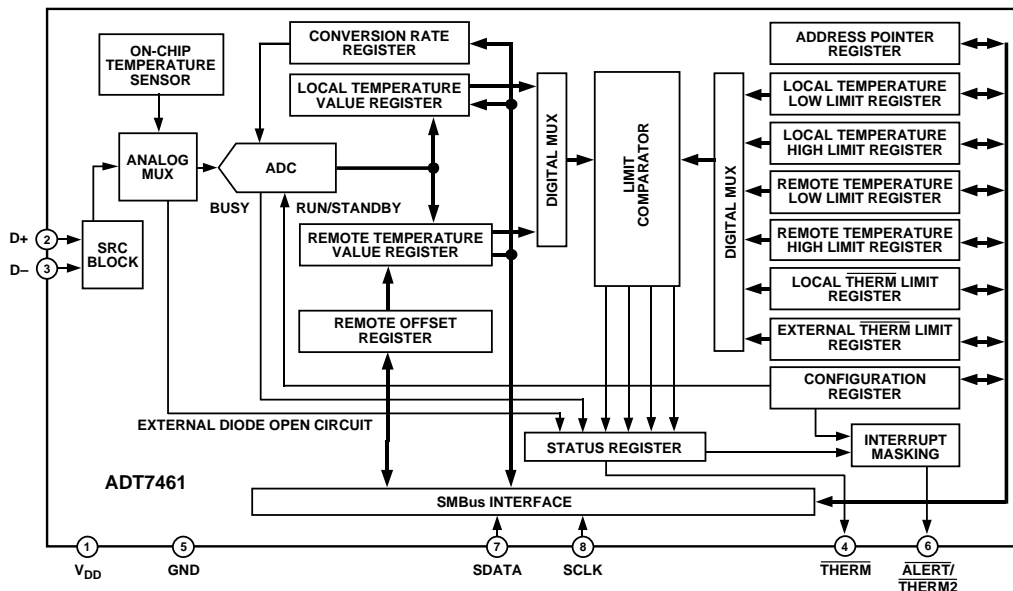 ON-CHIP
TEMPERATURE
SENSOR
CONVERSION RATE
REGISTER
LOCAL TEMPERATURE
VALUE REGISTER
ADDRESS POINTER
REGISTER
LOCAL TEMPERATURE
LOW LIMIT REGISTER
LOCAL TEMPERATURE
HIGH LIMIT REGISTER
REMOTE TEMPERATURE
LOW LIMIT REGISTER
REMOTE TEMPERATURE
HIGH LIMIT REGISTER
LOCAL THERM LIMIT
REGISTER
EXTERNAL THERM LIMIT
REGISTER
CONFIGURATION
REGISTER
ANALOG
MUX
ADC
BUSY
RUN/STANDBY
DIGITAL MUX
LIMIT
COMPARATOR
DIGITAL MUX
D+ 2
D– 3
SRC
BLOCK
REMOTE TEMPERATURE
VALUE REGISTER
REMOTE OFFSET
REGISTER
EXTERNAL DIODE OPEN CIRCUIT
STATUS REGISTER
INTERRUPT
MASKING
ADT7461
SMBus INTERFACE
1
VDD
5
GND
7
SDATA
8
SCLK
4
THERM
6
ALERT/
THERM2